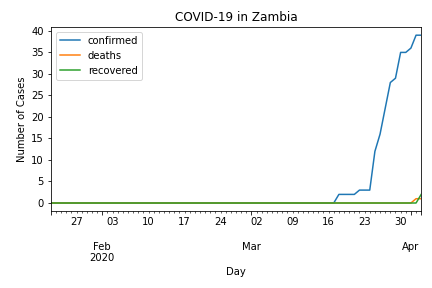 COVID-19 in Zambia
confirmed
deaths
recovered
Number of Cases
40
35
30
25
20
15
10
5
0
27 03 10 17 24 02 09 16 23 30
Feb Mar Apr
2020
Day